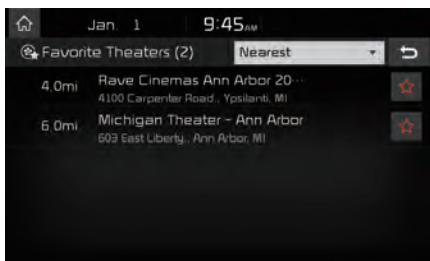 Jan. 1 9:45AM
Favorite Theaters (2) Nearest
4.0mi Rave Cinemas Ann Arbor 20···
4100 Carpenter Road., Ypsilanti, MI
6.0mi Michigan Theater - Ann Arbor
603 East Liberty., Ann Arbor, MI